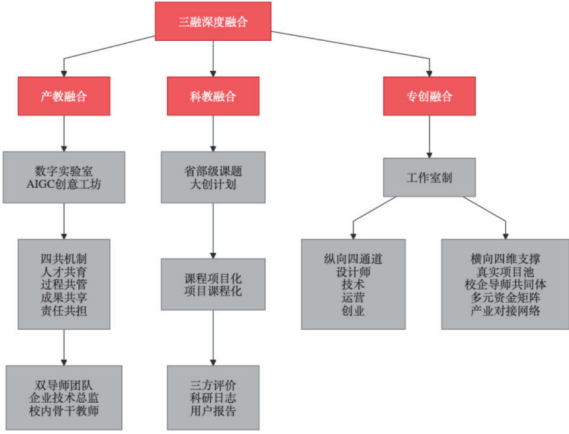 三融深度融合
产教融合
科教融合
专创融合
数字实验室
AIGC创意工坊
省部级课题
大创计划
工作室制
四共机制
人才共育
过程共管
成果共享
责任共担
课程项目化
项目课程化
纵向四通道
设计师
技术
运营
创业
横向四维支撑
真实项目池
校企导师共同体
多元资金矩阵
产业对接网络
双导师团队
企业技术总监
校内骨干教师
三方评价
科研日志
用户报告